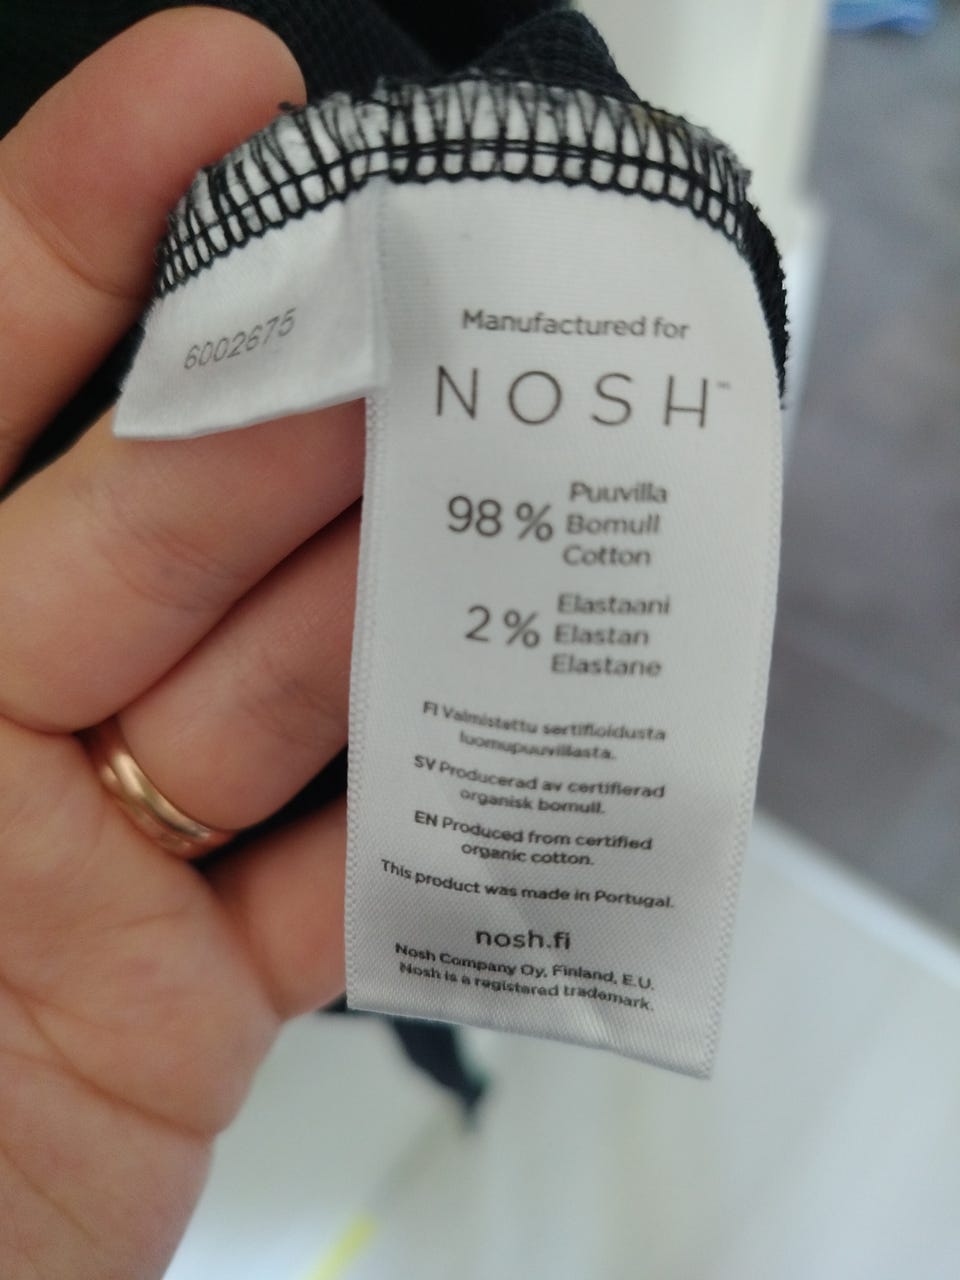 6002675
Manufactured for
NOSH™
98 % Puuvilla
Bomull
Cotton
2 % Elastaani
Elastan
Elastane
FI Valmistettu sertifioidusta
luomupuuvillasta.
SV Producerad av certifierad
organisk bomull.
EN Produced from certified
organic cotton.
This product was made in Portugal.
nosh.fi
Nosh Company Oy, Finland, E.U.
Nosh is a registered trademark.